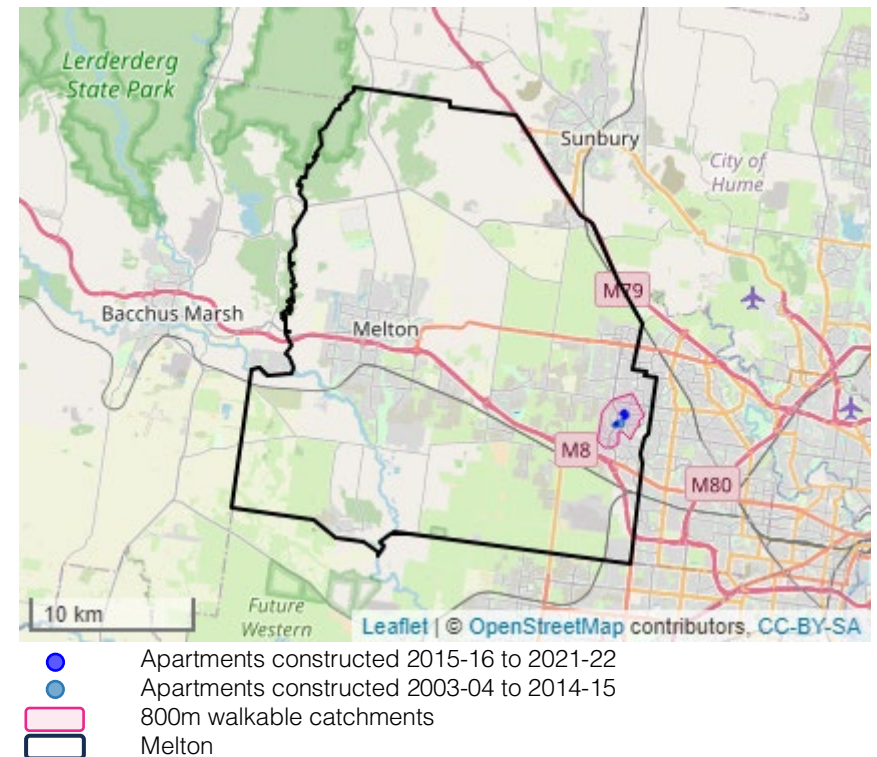 Lerderderg
State Park
Sunbury
City of
Hume
M79
Bacchus Marsh
Melton
M8
M80
10 km
Future
Western
Leaflet | © OpenStreetMap contributors, CC-BY-SA
Apartments constructed 2015-16 to 2021-22
Apartments constructed 2003-04 to 2014-15
800m walkable catchments
Melton